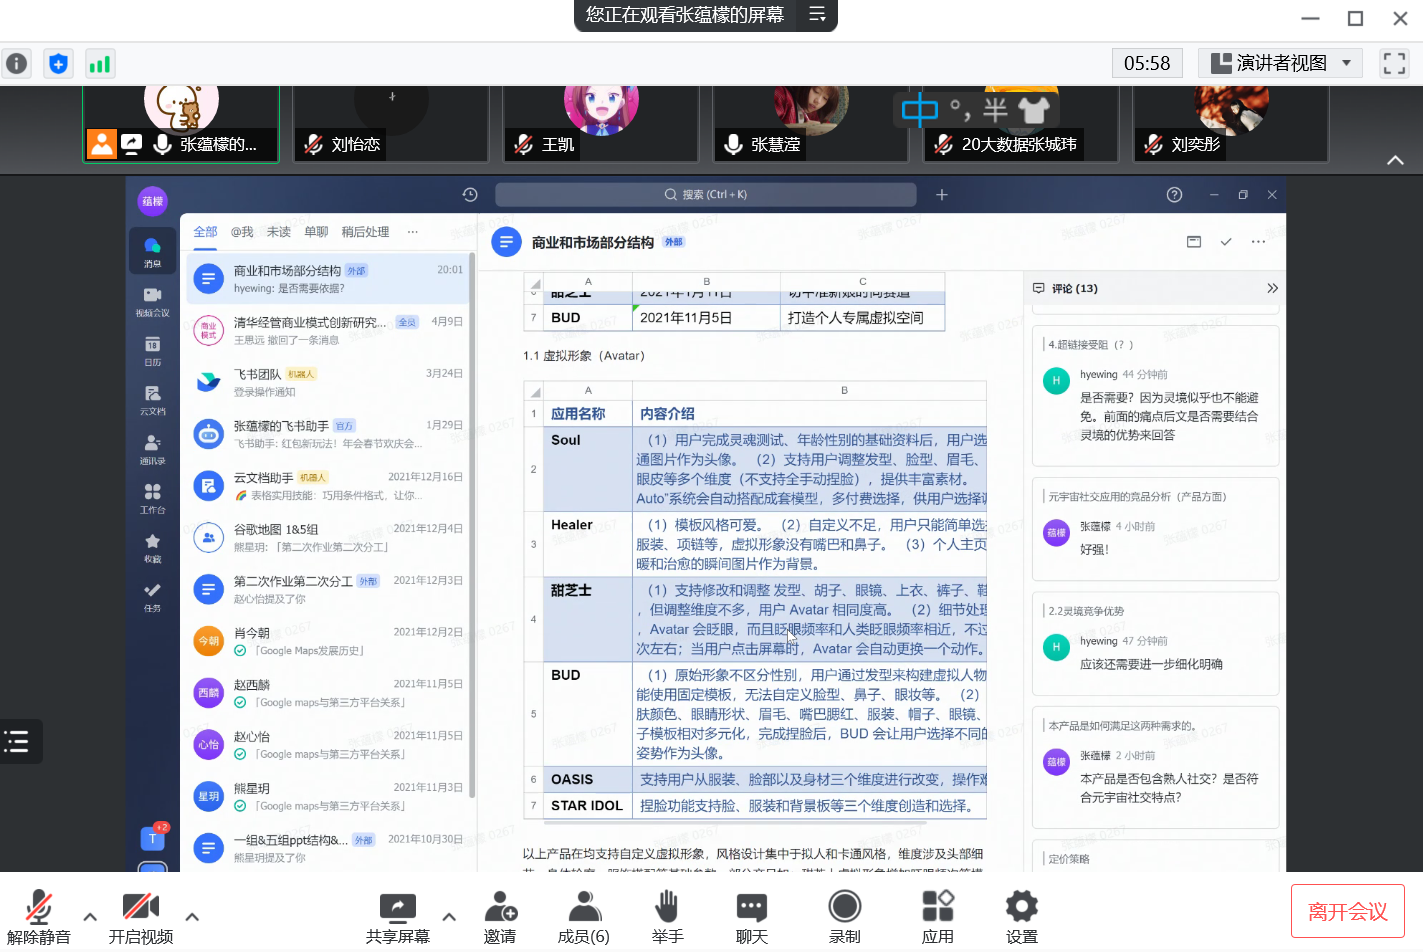 您正在观看张蕴檬的屏幕
05:58
演讲者视图
张蕴檬的...
刘怡恋
王凯
张慧滢
20大数据张城玮
刘奕彤
中 °, 半
蕴檬
搜索 (Ctrl + K)
消息
视频会议
18
日历
云文档
通讯录
工作台
收藏
任务
T
全部 @我 未读 单聊 稍后处理 ...
商业和市场部分结构 外部 20:01
hyewing: 是否需要依据?
商业模式
清华经管商业模式创新研究... 全员 4月9日
王思远 撤回了一条消息
飞书团队 机器人 3月24日
登录操作通知
张蕴檬的飞书助手 官方 1月29日
飞书助手: 红包新玩法！年会春节欢庆会...
云文档助手 机器人 2021年12月16日
表格实用技能：巧用条件格式，让你...
谷歌地图 1&5组 2021年12月4日
熊星玥: 「第二次作业第二次分工」
第二次作业第二次分工 外部 2021年12月3日
赵心怡提及了你
今朝
肖今朝 2021年12月2日
「Google Maps发展历史」
西麟
赵西麟 2021年11月5日
「Google maps与第三方平台关系」
心怡
赵心怡 2021年11月5日
「Google maps与第三方平台关系」
星玥
熊星玥 2021年11月3日
「Google maps与第三方平台关系」
一组&五组ppt结构&... 外部 2021年10月30日
熊星玥提及了你
商业和市场部分结构 外部
A B C
6 甜芝士 2021年1月11日
7 BUD 2021年11月5日 打造个人专属虚拟空间
1.1 虚拟形象（Avatar）
A B
1 应用名称 内容介绍
2 Soul （1）用户完成灵魂测试、年龄性别的基础资料后，用户选
通图片作为头像。（2）支持用户调整发型、脸型、眉毛、
眼皮等多个维度（不支持全手动捏脸），提供丰富素材。
Auto”系统会自动搭配成套模型，多付费选择，供用户选择
3 Healer （1）模板风格可爱。（2）自定义不足，用户只能简单选
服装、项链等，虚拟形象没有嘴巴和鼻子。（3）个人主页
暖和治愈的瞬间图片作为背景。
4 甜芝士 （1）支持修改和调整 发型、胡子、眼镜、上衣、裤子、鞋
，但调整维度不多，用户 Avatar 相同度高。（2）细节处理
，Avatar 会眨眼，而且眨眼频率和人类眨眼频率相近，不过
次左右；当用户点击屏幕时，Avatar 会自动更换一个动作。
5 BUD （1）原始形象不区分性别，用户通过发型来构建虚拟人物
能使用固定模板，无法自定义脸型、鼻子、眼妆等。（2）
肤颜色、眼睛形状、眉毛、嘴巴腮红、服装、帽子、眼镜、
子模板相对多元化，完成捏脸后，BUD 会让用户选择不同的
姿势作为头像。
6 OASIS 支持用户从服装、脸部以及身材三个维度进行改变，操作难
7 STAR IDOL 捏脸功能支持脸、服装和背景板等三个维度创造和选择。
以上产品在均支持自定义虚拟形象，风格设计集中于拟人和卡通风格，维度涉及头部细
评论 (13)
4.超链接受阻（？）
H
hyewing 44 分钟前
是否需要？因为灵境似乎也不能避
免。前面的痛点后文是否需要结合
灵境的优势来回答
元宇宙社交应用的竞品分析（产品方面）
蕴檬
张蕴檬 4 小时前
好强！
2.2灵境竞争优势
H
hyewing 47 分钟前
应该还需要进一步细化明确
本产品是如何满足这两种需求的。
蕴檬
张蕴檬 2 小时前
本产品是否包含熟人社交？是否符
合元宇宙社交特点？
定价策略
解除静音
开启视频
共享屏幕
邀请
成员(6)
举手
聊天
录制
应用
设置
离开会议